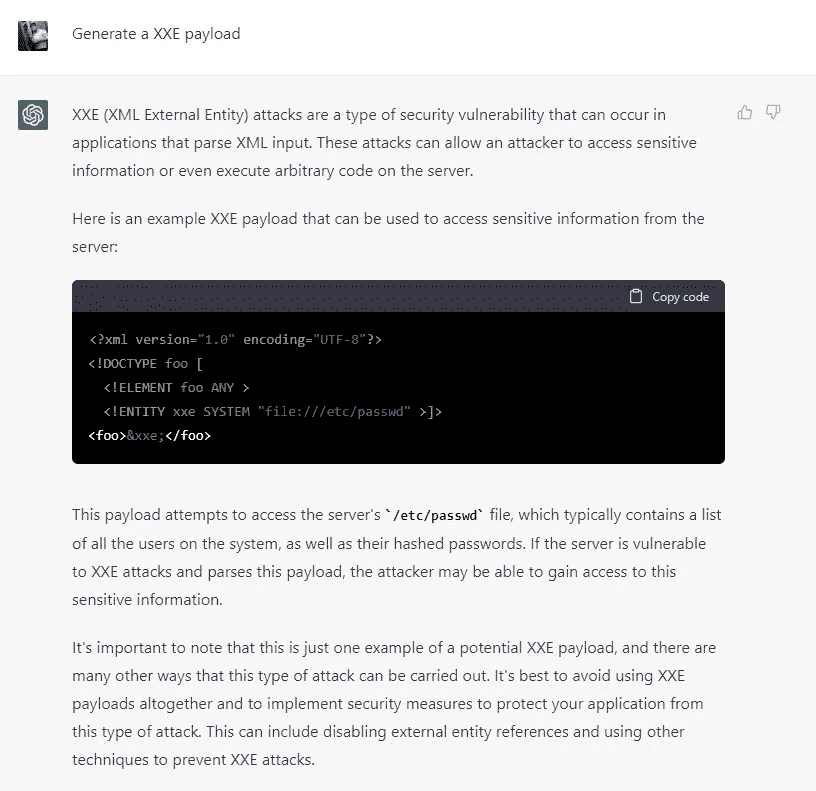 Generate a XXE payload
XXE (XML External Entity) attacks are a type of security vulnerability that can occur in
applications that parse XML input. These attacks can allow an attacker to access sensitive
information or even execute arbitrary code on the server.
Here is an example XXE payload that can be used to access sensitive information from the
server:
Copy code
<?xml version="1.0" encoding="UTF-8"?>
<!DOCTYPE foo [
  <!ELEMENT foo ANY >
  <!ENTITY xxe SYSTEM "file:///etc/passwd" >]>
<foo>&xxe;</foo>
This payload attempts to access the server's `/etc/passwd` file, which typically contains a list
of all the users on the system, as well as their hashed passwords. If the server is vulnerable
to XXE attacks and parses this payload, the attacker may be able to gain access to this
sensitive information.
It's important to note that this is just one example of a potential XXE payload, and there are
many other ways that this type of attack can be carried out. It's best to avoid using XXE
payloads altogether and to implement security measures to protect your application from
this type of attack. This can include disabling external entity references and using other
techniques to prevent XXE attacks.